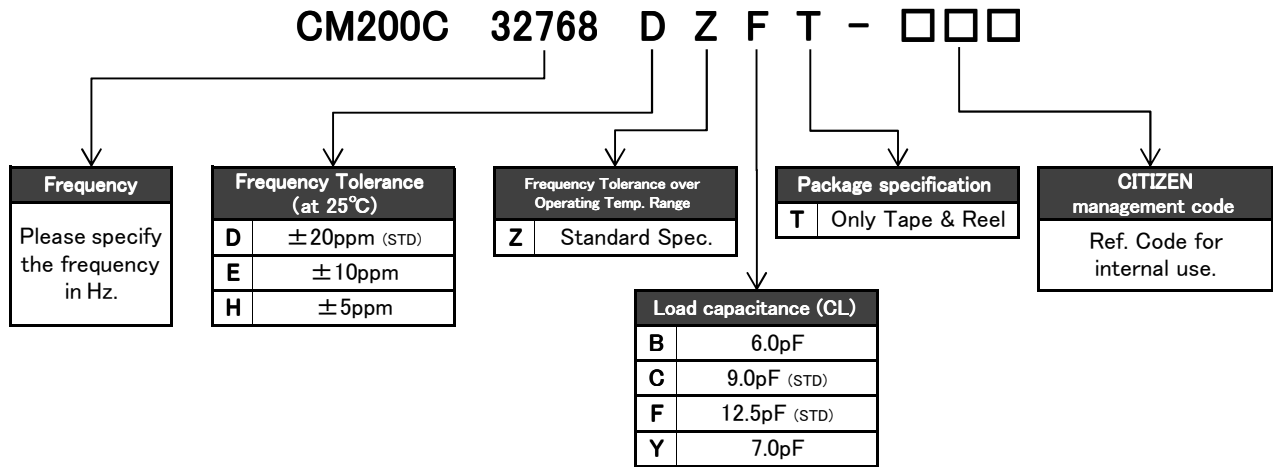 CM200C 32768 D Z F T - □□□
Frequency
Please specify
the frequency
in Hz.
Frequency Tolerance
(at 25℃)
D ±20ppm (STD)
E ±10ppm
H ±5ppm
Frequency Tolerance over
Operating Temp. Range
Z Standard Spec.
Package specification
T Only Tape & Reel
CITIZEN
management code
Ref. Code for
internal use.
Load capacitance (CL)
B 6.0pF
C 9.0pF (STD)
F 12.5pF (STD)
Y 7.0pF